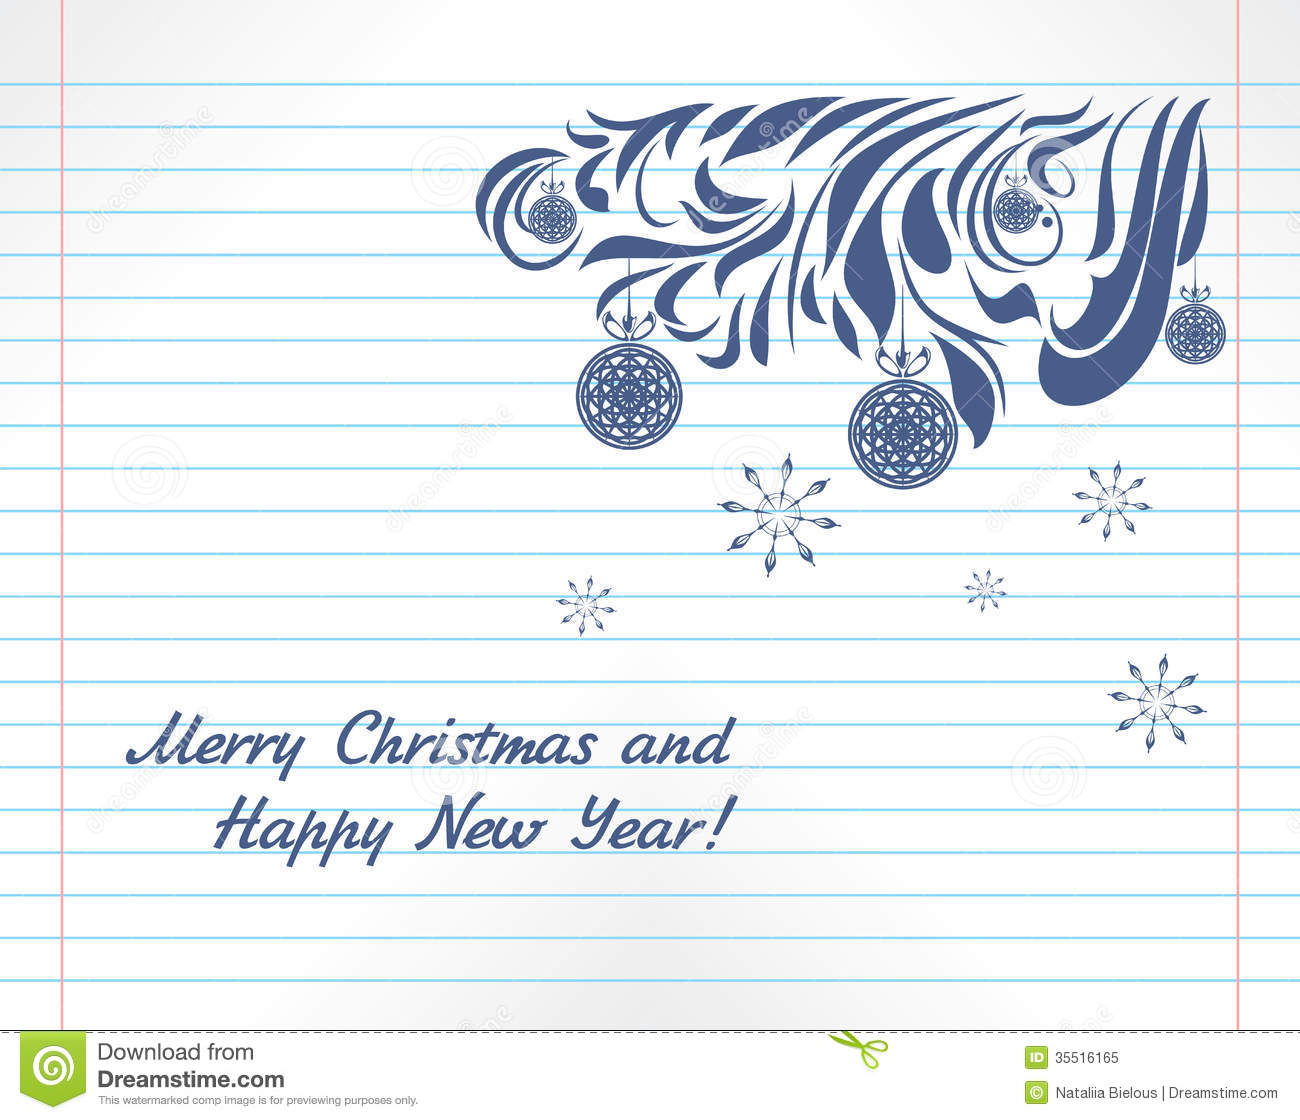 Merry Christmas and
Happy New Year!
Download from
Dreamstime.com
This watermarked comp image is for previewing purposes only.
ID 35516165
© Nataliia Bielous | Dreamstime.com